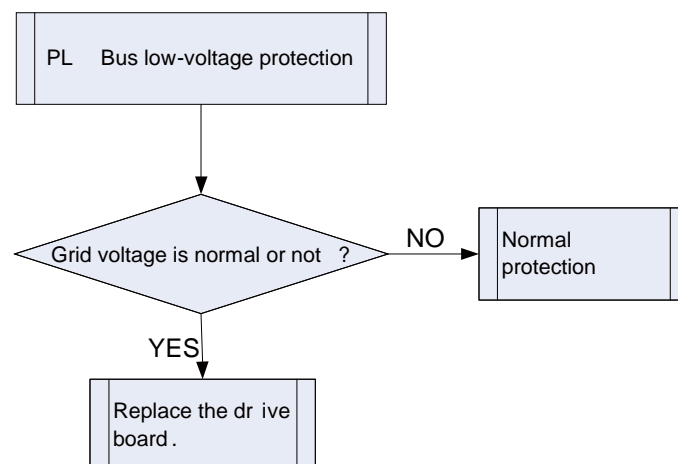 PL Bus low-voltage protection
Grid voltage is normal or not ?
NO
Normal
protection
YES
Replace the dr ive
board .